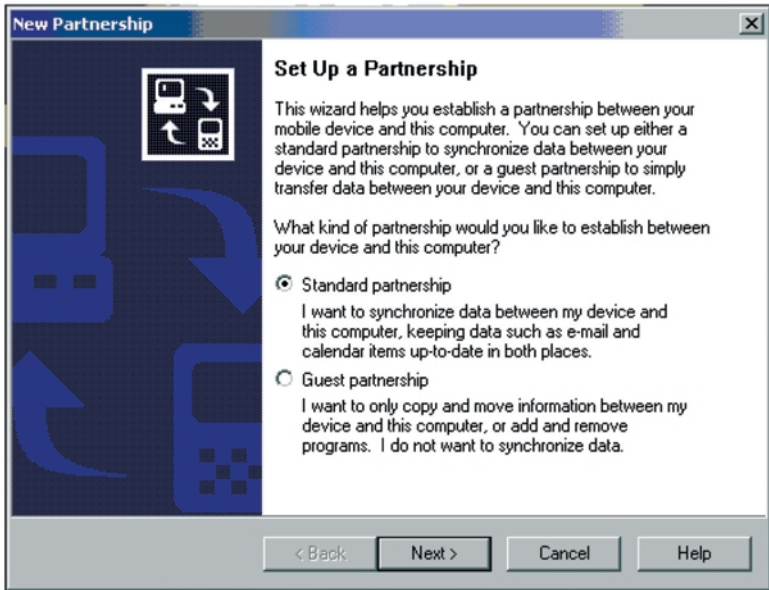 New Partnership
Set Up a Partnership
This wizard helps you establish a partnership between your
mobile device and this computer.  You can set up either a
standard partnership to synchronize data between your
device and this computer, or a guest partnership to simply
transfer data between your device and this computer.
What kind of partnership would you like to establish between
your device and this computer?
Standard partnership
I want to synchronize data between my device and
this computer, keeping data such as e-mail and
calendar items up-to-date in both places.
Guest partnership
I want to only copy and move information between my
device and this computer, or add and remove
programs.  I do not want to synchronize data.
< Back Next > Cancel Help